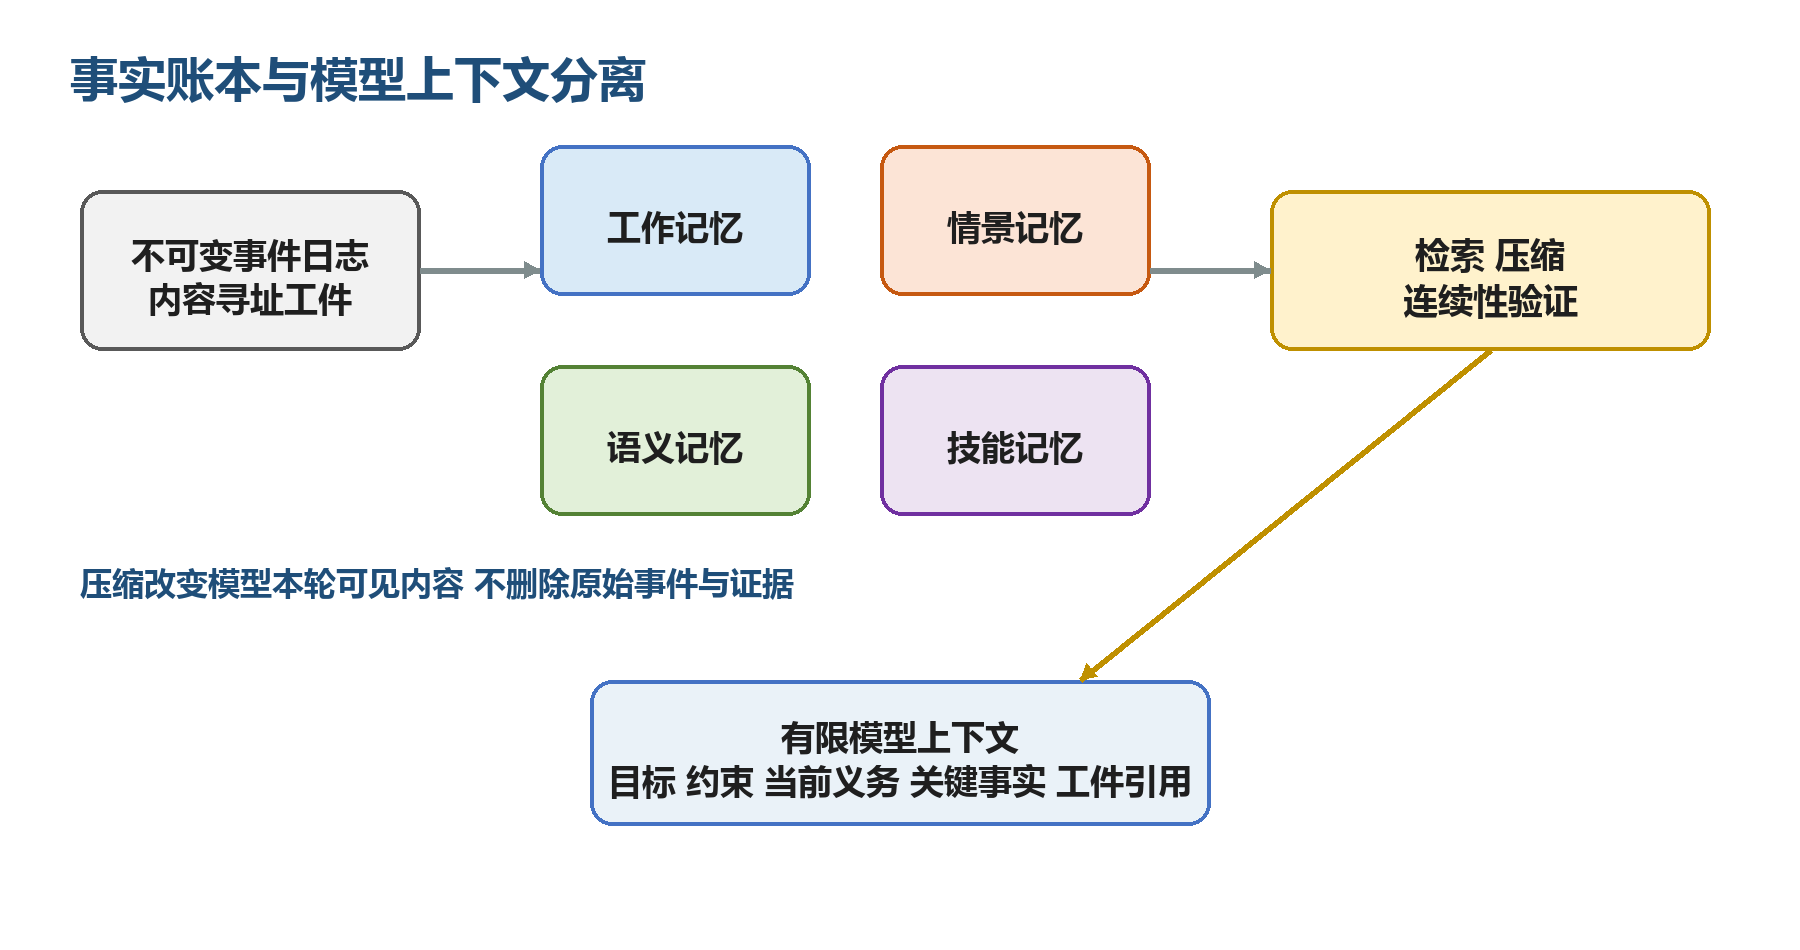 事实账本与模型上下文分离
不可变事件日志
内容寻址工件
工作记忆
情景记忆
检索 压缩
连续性验证
语义记忆
技能记忆
压缩改变模型本轮可见内容 不删除原始事件与证据
有限模型上下文
目标 约束 当前义务 关键事实 工件引用